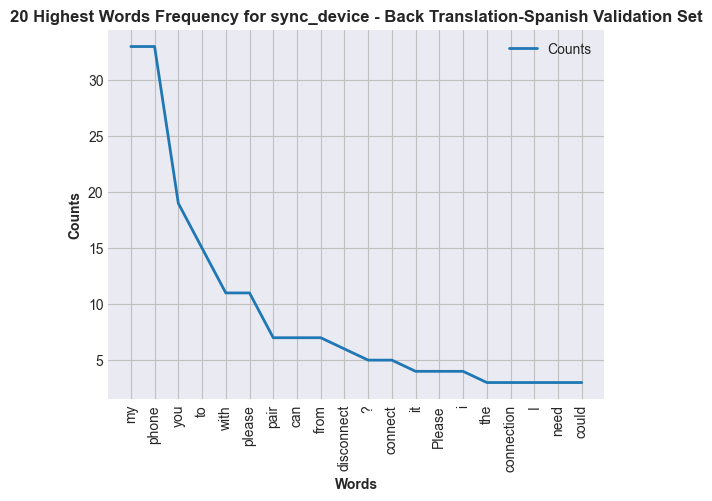 20 Highest Words Frequency for sync_device - Back Translation-Spanish Validation Set
Counts
Counts
30
25
20
15
10
5
my
phone
you
to
with
please
pair
can
from
disconnect
?
connect
it
Please
i
the
connection
I
need
could
Words